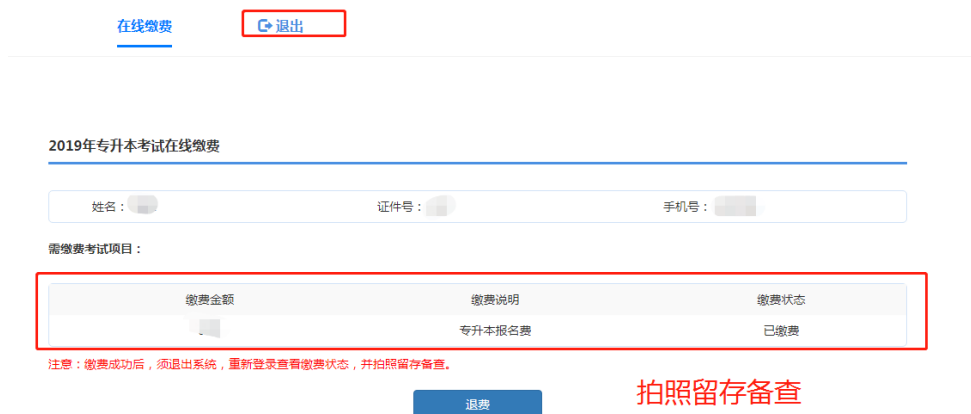 在线缴费 退出
2019年专升本考试在线缴费
姓名： 证件号： 手机号：
需缴费考试项目：
缴费金额 缴费说明 缴费状态
专升本报名费 已缴费
注意：缴费成功后，须退出系统，重新登录查看缴费状态，并拍照留存备查。
退费 拍照留存备查